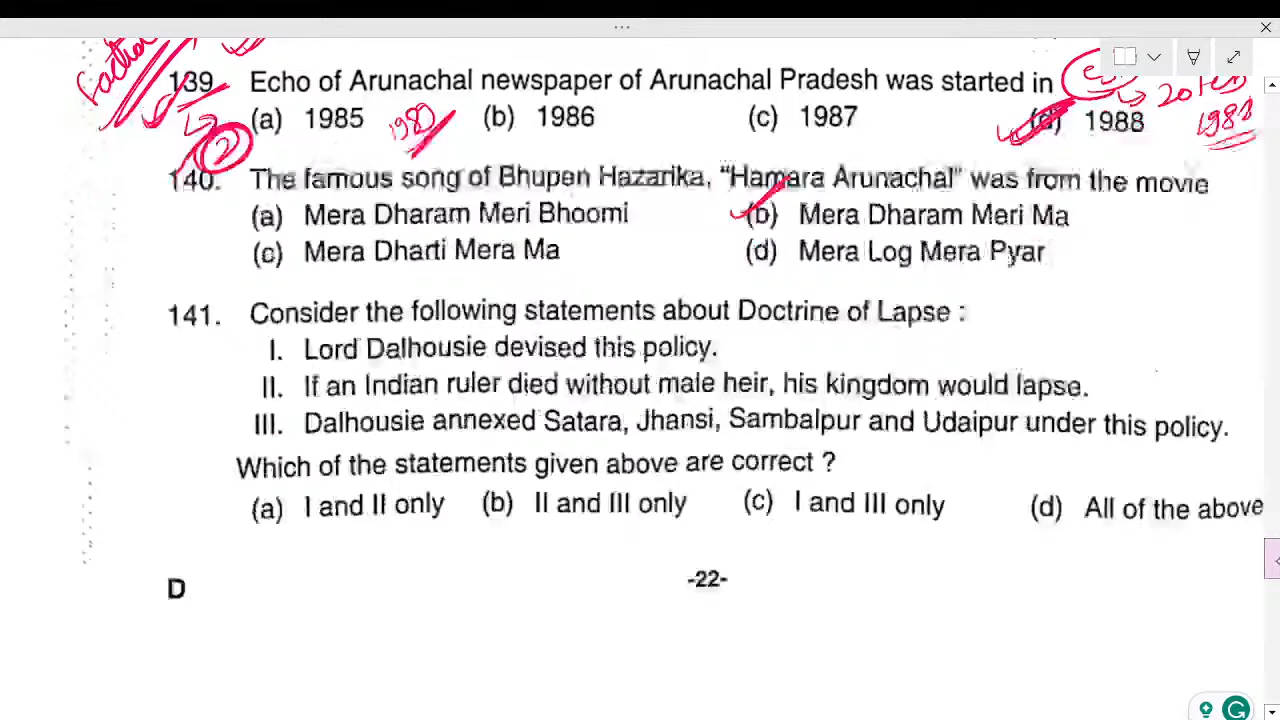 139. Echo of Arunachal newspaper of Arunachal Pradesh was started in
20 Feb
(a) 1985 1989 (b) 1986 (c) 1987 (d) 1988 1988
2
140. The famous song of Bhupen Hazarika, "Hamara Arunachal" was from the movie
(a) Mera Dharam Meri Bhoomi (b) Mera Dharam Meri Ma
(c) Mera Dharti Mera Ma (d) Mera Log Mera Pyar
141. Consider the following statements about Doctrine of Lapse :
I. Lord Dalhousie devised this policy.
II. If an Indian ruler died without male heir, his kingdom would lapse.
III. Dalhousie annexed Satara, Jhansi, Sambalpur and Udaipur under this policy.
Which of the statements given above are correct ?
(a) I and II only (b) II and III only (c) I and III only (d) All of the above
D -22-